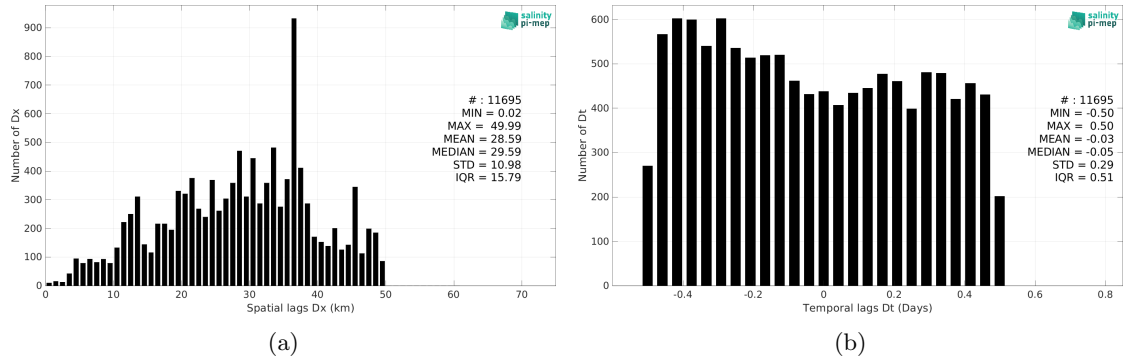 salinity
pi-mep
900
800
700
600
500
400
300
200
100
0
Number of Dx
# : 11695
MIN = 0.02
MAX = 49.99
MEAN = 28.59
MEDIAN = 29.59
STD = 10.98
IQR = 15.79
0 10 20 30 40 50 60 70
Spatial lags Dx (km)
(a)
salinity
pi-mep
600
500
400
300
200
100
0
Number of Dt
# : 11695
MIN = -0.50
MAX = 0.50
MEAN = -0.03
MEDIAN = -0.05
STD = 0.29
IQR = 0.51
-0.4 -0.2 0 0.2 0.4 0.6 0.8
Temporal lags Dt (Days)
(b)